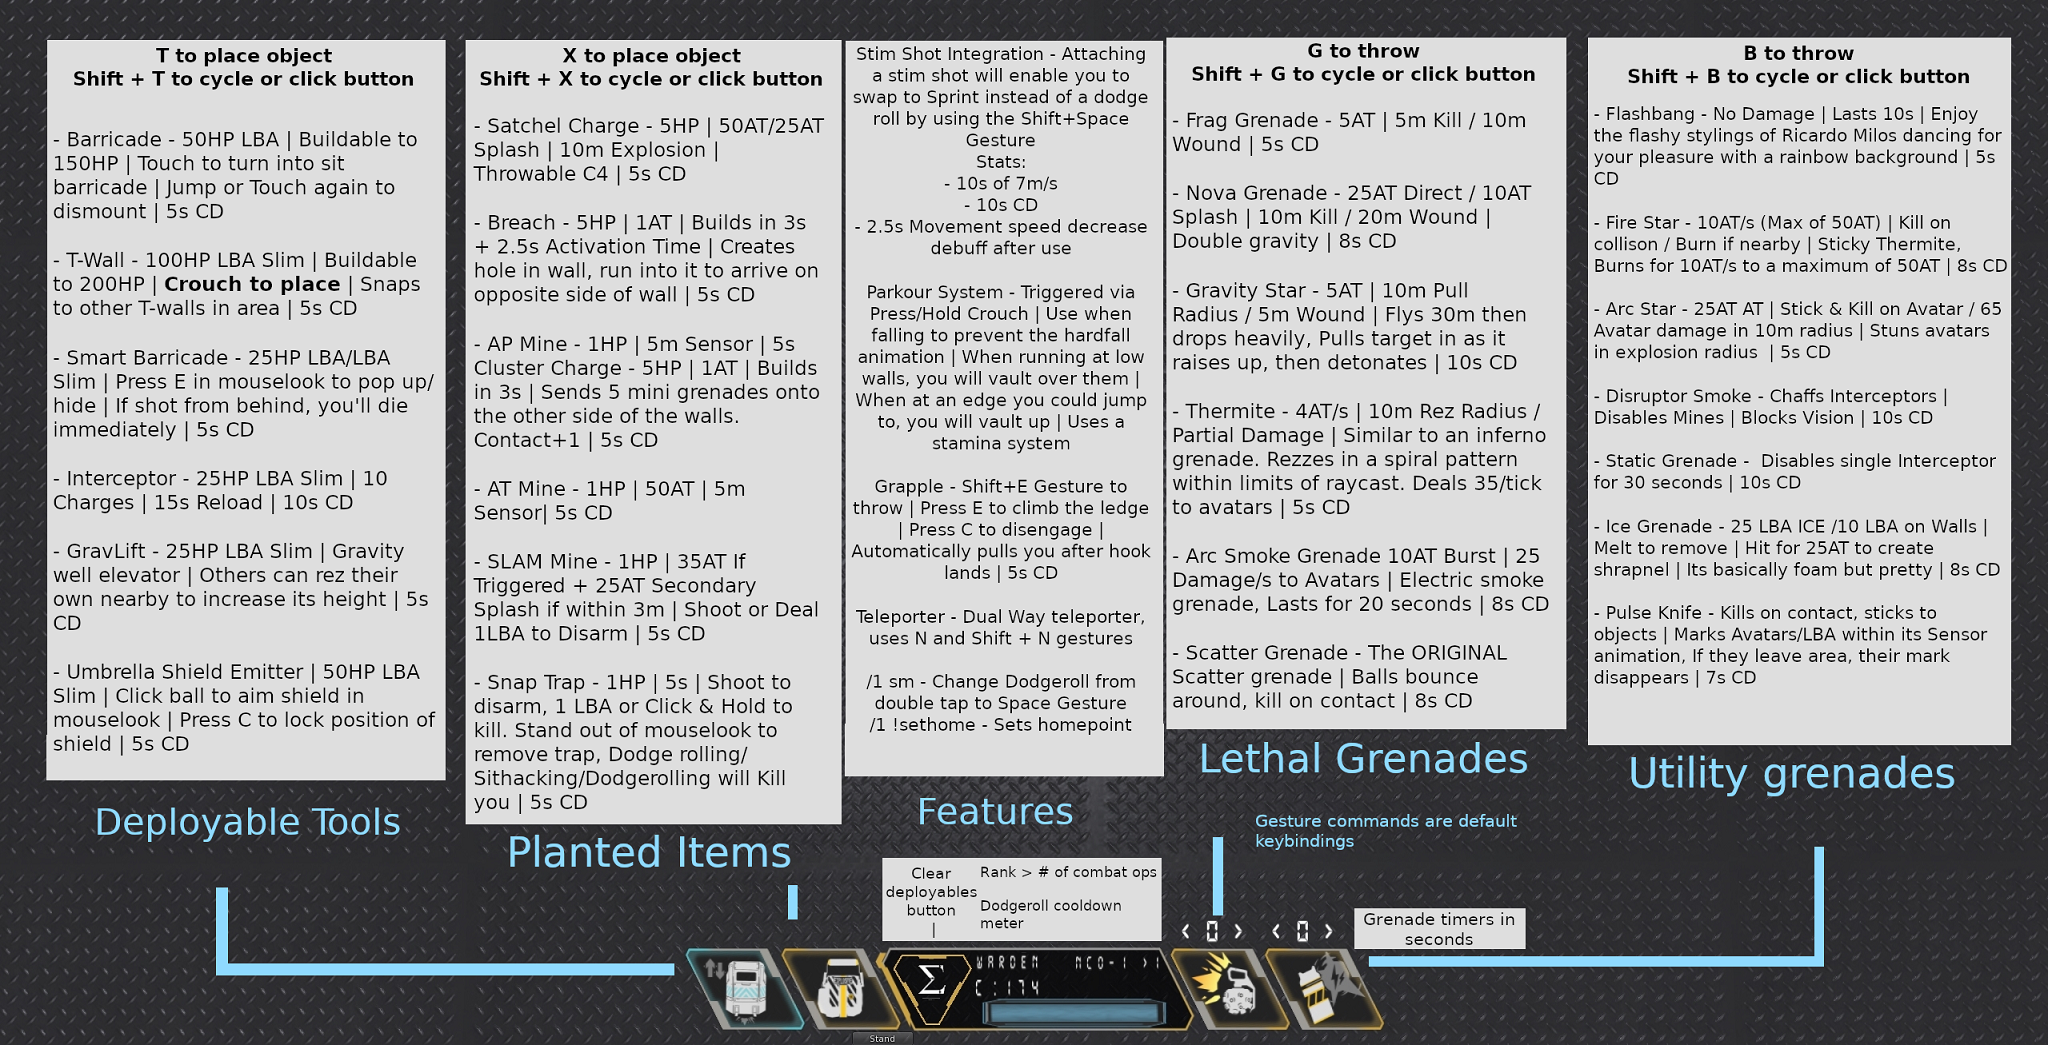 T to place object
Shift + T to cycle or click button
- Barricade - 50HP LBA | Buildable to
150HP | Touch to turn into sit
barricade | Jump or Touch again to
dismount | 5s CD
- T-Wall - 100HP LBA Slim | Buildable
to 200HP | Crouch to place | Snaps
to other T-walls in area | 5s CD
- Smart Barricade - 25HP LBA/LBA
Slim | Press E in mouselook to pop up/
hide | If shot from behind, you'll die
immediately | 5s CD
- Interceptor - 25HP LBA Slim | 10
Charges | 15s Reload | 10s CD
- GravLift - 25HP LBA Slim | Gravity
well elevator | Others can rez their
own nearby to increase its height | 5s
CD
- Umbrella Shield Emitter | 50HP LBA
Slim | Click ball to aim shield in
mouselook | Press C to lock position of
shield | 5s CD
Deployable Tools
X to place object
Shift + X to cycle or click button
- Satchel Charge - 5HP | 50AT/25AT
Splash | 10m Explosion |
Throwable C4 | 5s CD
- Breach - 5HP | 1AT | Builds in 3s
+ 2.5s Activation Time | Creates
hole in wall, run into it to arrive on
opposite side of wall | 5s CD
- AP Mine - 1HP | 5m Sensor | 5s
Cluster Charge - 5HP | 1AT | Builds
in 3s | Sends 5 mini grenades onto
the other side of the walls.
Contact+1 | 5s CD
- AT Mine - 1HP | 50AT | 5m
Sensor| 5s CD
- SLAM Mine - 1HP | 35AT If
Triggered + 25AT Secondary
Splash if within 3m | Shoot or Deal
1LBA to Disarm | 5s CD
- Snap Trap - 1HP | 5s | Shoot to
disarm, 1 LBA or Click & Hold to
kill. Stand out of mouselook to
remove trap, Dodge rolling/
Sithacking/Dodgerolling will Kill
you | 5s CD
Planted Items
Stim Shot Integration - Attaching
a stim shot will enable you to
swap to Sprint instead of a dodge
roll by using the Shift+Space
Gesture
Stats:
- 10s of 7m/s
- 10s CD
- 2.5s Movement speed decrease
debuff after use
Parkour System - Triggered via
Press/Hold Crouch | Use when
falling to prevent the hardfall
animation | When running at low
walls, you will vault over them |
When at an edge you could jump
to, you will vault up | Uses a
stamina system
Grapple - Shift+E Gesture to
throw | Press E to climb the ledge
| Press C to disengage |
Automatically pulls you after hook
lands | 5s CD
Teleporter - Dual Way teleporter,
uses N and Shift + N gestures
/1 sm - Change Dodgeroll from
double tap to Space Gesture
/1 !sethome - Sets homepoint
Features
G to throw
Shift + G to cycle or click button
- Frag Grenade - 5AT | 5m Kill / 10m
Wound | 5s CD
- Nova Grenade - 25AT Direct / 10AT
Splash | 10m Kill / 20m Wound |
Double gravity | 8s CD
- Gravity Star - 5AT | 10m Pull
Radius / 5m Wound | Flys 30m then
drops heavily, Pulls target in as it
raises up, then detonates | 10s CD
- Thermite - 4AT/s | 10m Rez Radius /
Partial Damage | Similar to an inferno
grenade. Rezzes in a spiral pattern
within limits of raycast. Deals 35/tick
to avatars | 5s CD
- Arc Smoke Grenade 10AT Burst | 25
Damage/s to Avatars | Electric smoke
grenade, Lasts for 20 seconds | 8s CD
- Scatter Grenade - The ORIGINAL
Scatter grenade | Balls bounce
around, kill on contact | 8s CD
Lethal Grenades
B to throw
Shift + B to cycle or click button
- Flashbang - No Damage | Lasts 10s | Enjoy
the flashy stylings of Ricardo Milos dancing for
your pleasure with a rainbow background | 5s
CD
- Fire Star - 10AT/s (Max of 50AT) | Kill on
collison / Burn if nearby | Sticky Thermite,
Burns for 10AT/s to a maximum of 50AT | 8s CD
- Arc Star - 25AT AT | Stick & Kill on Avatar / 65
Avatar damage in 10m radius | Stuns avatars
in explosion radius  | 5s CD
- Disruptor Smoke - Chaffs Interceptors |
Disables Mines | Blocks Vision | 10s CD
- Static Grenade -  Disables single Interceptor
for 30 seconds | 10s CD
- Ice Grenade - 25 LBA ICE /10 LBA on Walls |
Melt to remove | Hit for 25AT to create
shrapnel | Its basically foam but pretty | 8s CD
- Pulse Knife - Kills on contact, sticks to
objects | Marks Avatars/LBA within its Sensor
animation, If they leave area, their mark
disappears | 7s CD
Utility grenades
Gesture commands are default
keybindings
Clear
deployables
button
|
Rank > # of combat ops
Dodgeroll cooldown
meter
< 0 > < 0 >
Grenade timers in
seconds
Σ
WARDEN NCO-1 >1
C:174
Stand